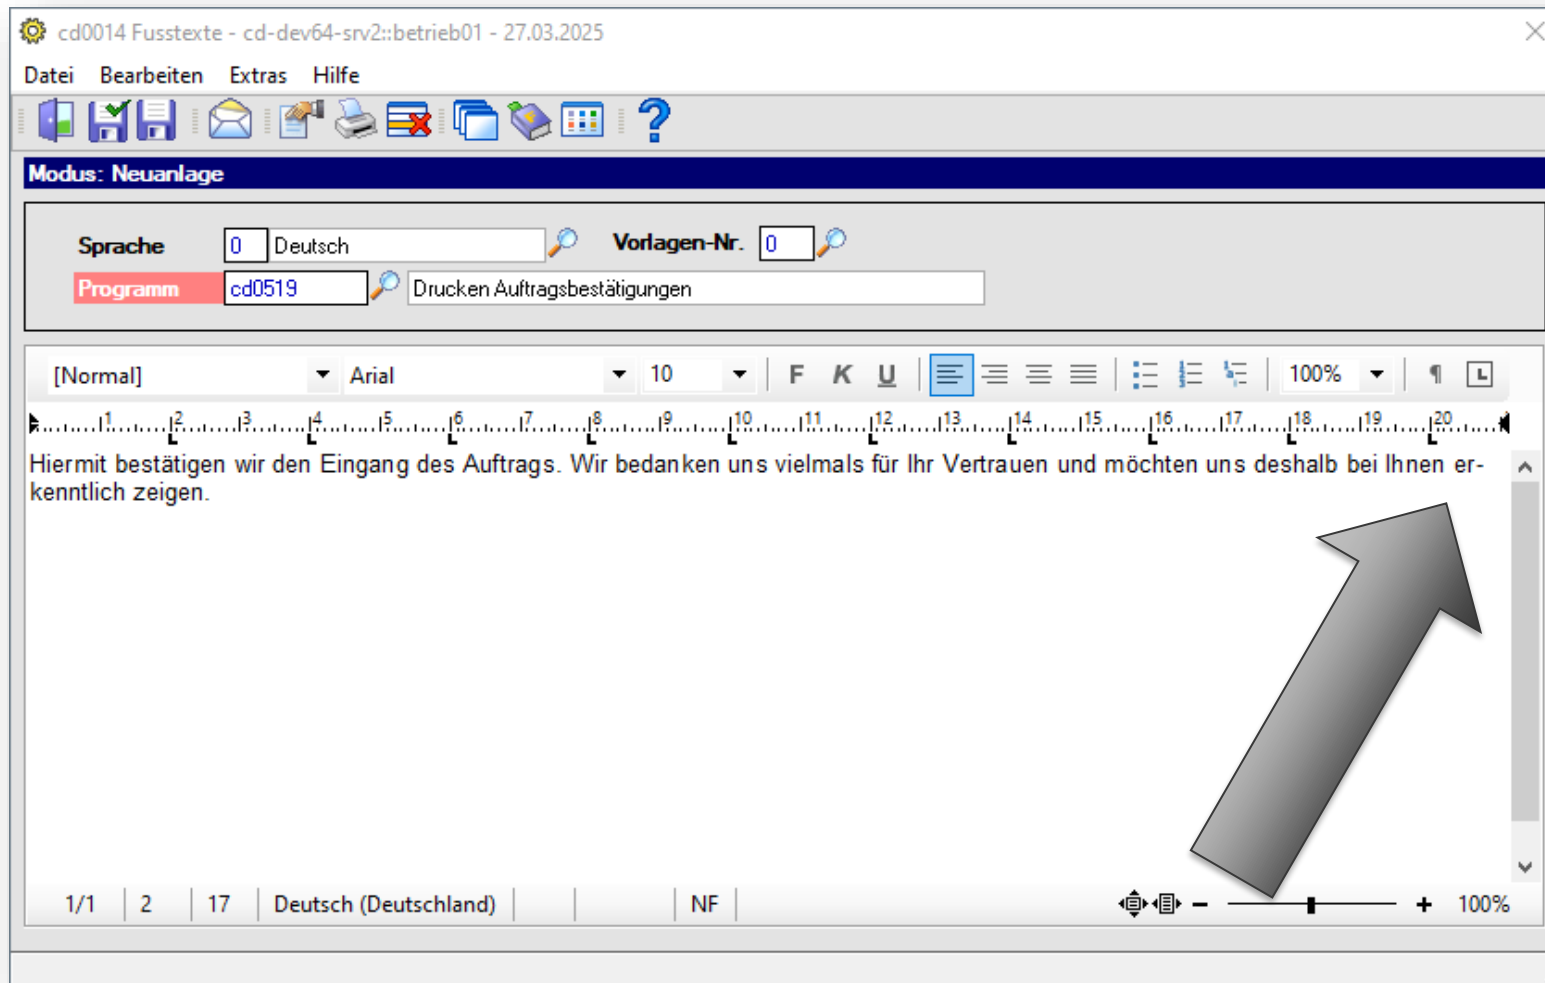 cd0014 Fusstexte - cd-dev64-srv2::betrieb01 - 27.03.2025
Datei Bearbeiten Extras Hilfe
Modus: Neuanlage
Sprache 0 Deutsch Vorlagen-Nr. 0
Programm cd0519 Drucken Auftragsbestätigungen
[Normal] Arial 10 F K U 100% ¶ L
1 2 3 4 5 6 7 8 9 10 11 12 13 14 15 16 17 18 19 20
Hiermit bestätigen wir den Eingang des Auftrags. Wir bedanken uns vielmals für Ihr Vertrauen und möchten uns deshalb bei Ihnen er-
kenntlich zeigen.
1/1 2 17 Deutsch (Deutschland) NF 100%